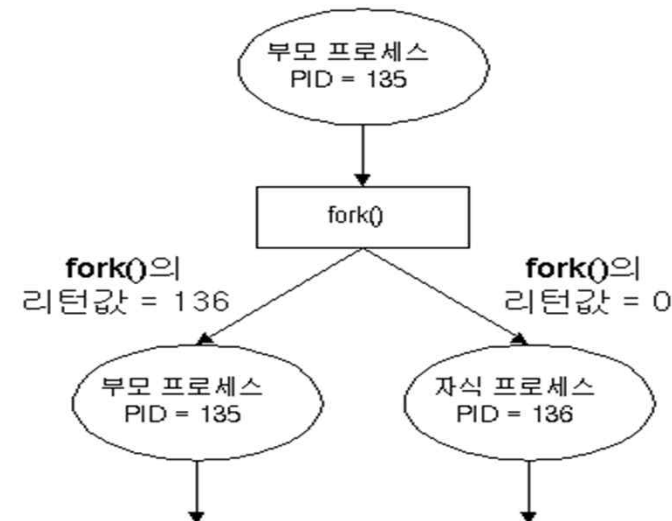 부모 프로세스
PID = 135
fork()
fork()의
리턴값 = 136
fork()의
리턴값 = 0
부모 프로세스
PID = 135
자식 프로세스
PID = 136